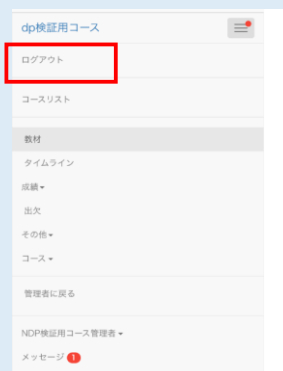 dp検証用コース
ログアウト
コースリスト
教材
タイムライン
成績▾
出欠
その他▾
コース▾
管理者に戻る
NDP検証用コース管理者▾
メッセージ 1